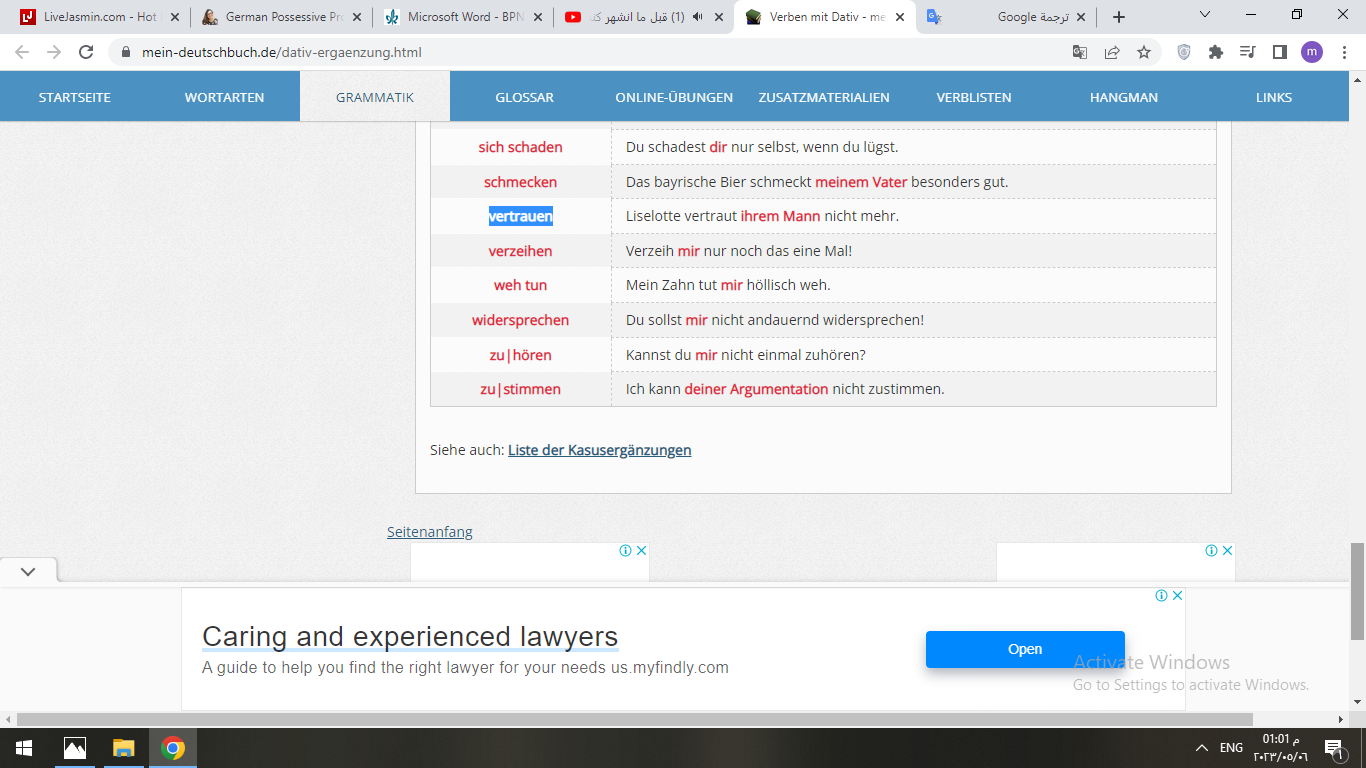 LiveJasmin.com - Hot
German Possessive Pr
Microsoft Word - BPN
(1) قبل ما انشهر كن
Verben mit Dativ - me
ترجمة Google
mein-deutschbuch.de/dativ-ergaenzung.html
m
STARTSEITE WORTARTEN GRAMMATIK GLOSSAR ONLINE-ÜBUNGEN ZUSATZMATERIALIEN VERBLISTEN HANGMAN LINKS
sich schaden Du schadest dir nur selbst, wenn du lügst.
schmecken Das bayrische Bier schmeckt meinem Vater besonders gut.
vertrauen Liselotte vertraut ihrem Mann nicht mehr.
verzeihen Verzeih mir nur noch das eine Mal!
weh tun Mein Zahn tut mir höllisch weh.
widersprechen Du sollst mir nicht andauernd widersprechen!
zu|hören Kannst du mir nicht einmal zuhören?
zu|stimmen Ich kann deiner Argumentation nicht zustimmen.
Siehe auch: Liste der Kasusergänzungen
Seitenanfang
Caring and experienced lawyers
A guide to help you find the right lawyer for your needs us.myfindly.com
Open
Activate Windows
Go to Settings to activate Windows.
ENG
م 01:01
٢٠٢٣/٠٥/٠٦
١